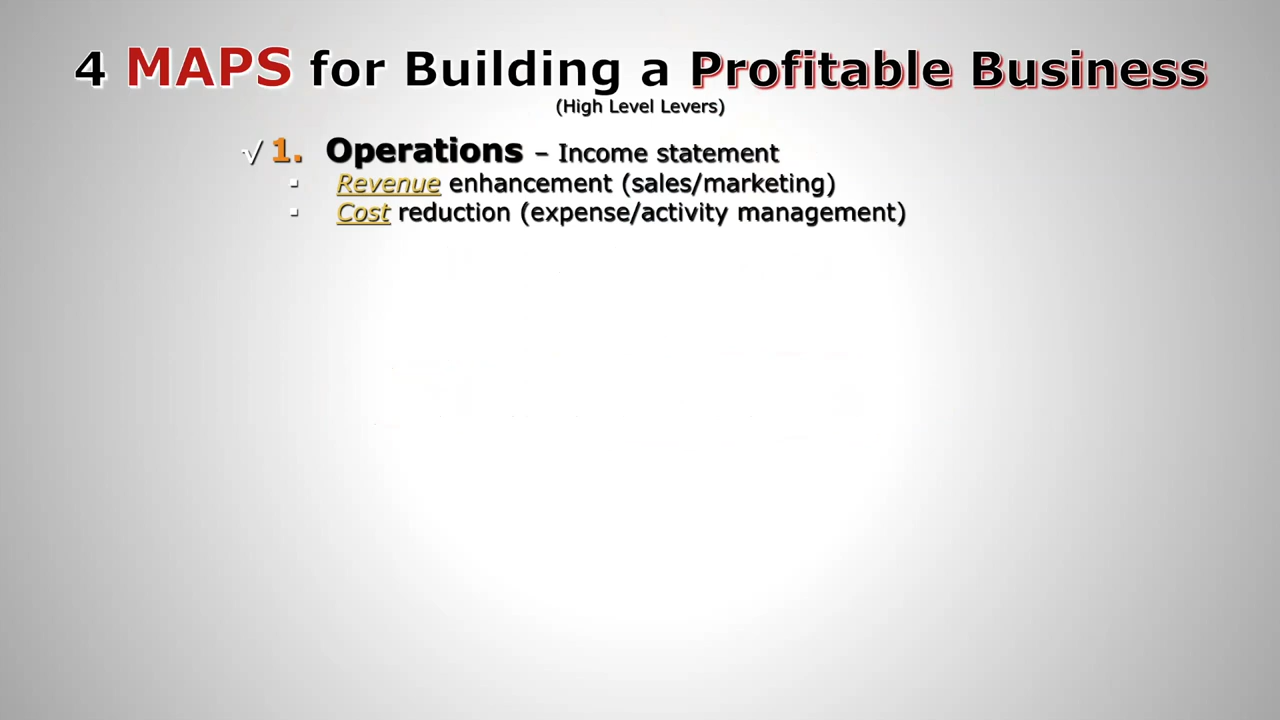 4 MAPS for Building a Profitable Business
(High Level Levers)
√ 1. Operations – Income statement
▪ Revenue enhancement (sales/marketing)
▪ Cost reduction (expense/activity management)